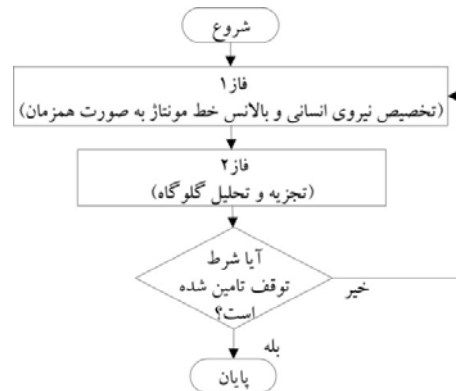 شروع
فاز۱
(تخصیص نیروی انسانی و بالانس خط مونتاژ به صورت همزمان)
فاز۲
(تجزیه و تحلیل گلوگاه)
آیا شرط
توقف تامین شده
است؟
خیر
بله
پایان